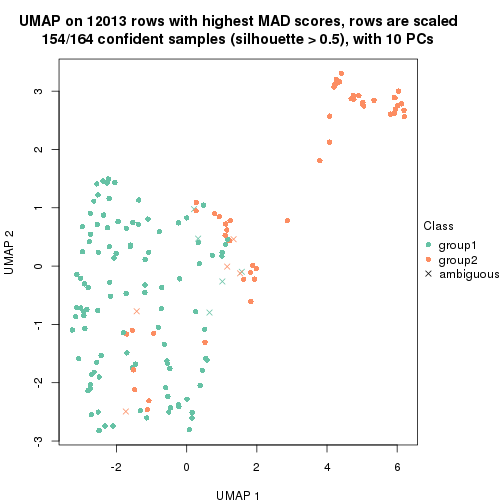 UMAP on 12013 rows with highest MAD scores, rows are scaled
154/164 confident samples (silhouette > 0.5), with 10 PCs
3
2
1
0
-1
-2
-3
UMAP 2
-2
0
2
4
6
UMAP 1
Class
group1
group2
ambiguous